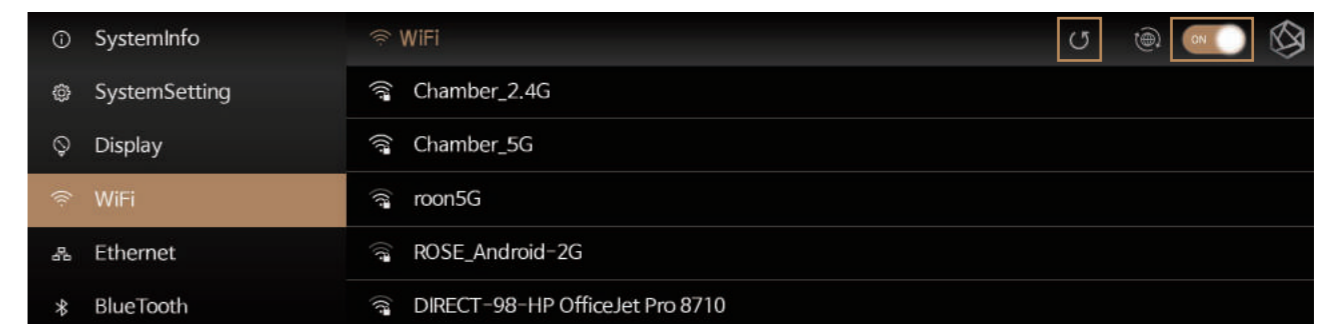 SystemInfo
SystemSetting
Display
WiFi
Ethernet
BlueTooth
WiFi
ON
Chamber_2.4G
Chamber_5G
roon5G
ROSE_Android-2G
DIRECT-98-HP OfficeJet Pro 8710